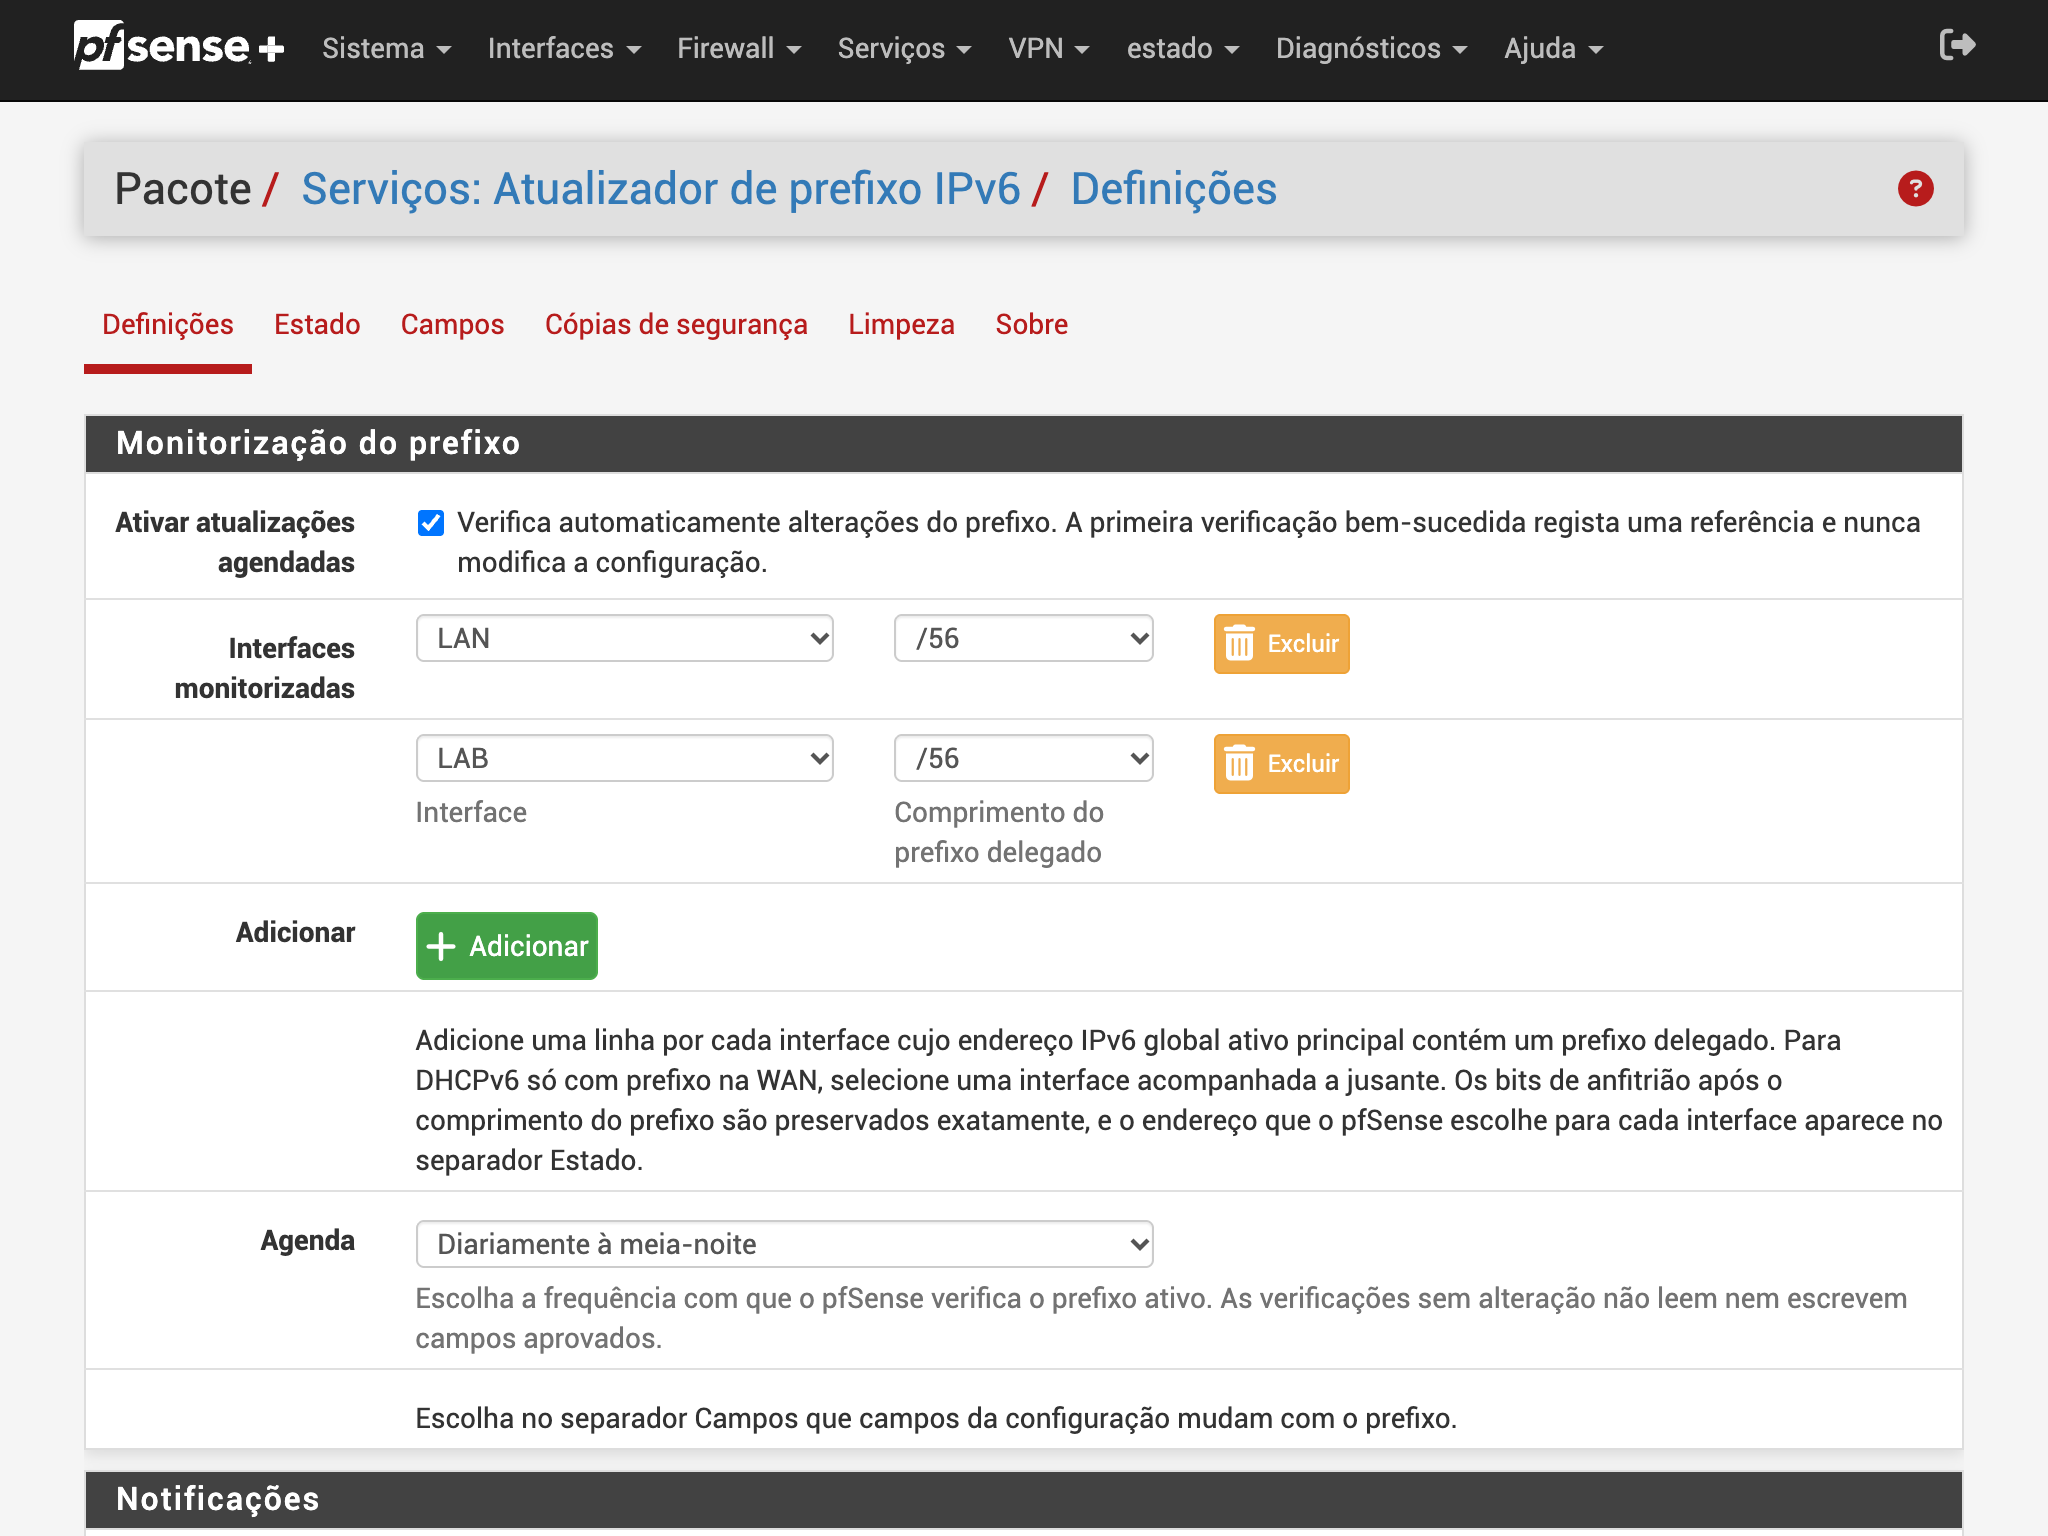 pfsense+ Sistema Interfaces Firewall Serviços VPN estado Diagnósticos Ajuda
Pacote / Serviços: Atualizador de prefixo IPv6 / Definições ?
Definições Estado Campos Cópias de segurança Limpeza Sobre
Monitorização do prefixo
Ativar atualizações agendadas
Verifica automaticamente alterações do prefixo. A primeira verificação bem-sucedida regista uma referência e nunca
modifica a configuração.
Interfaces monitorizadas
LAN /56 Excluir
LAB /56 Excluir
Interface
Comprimento do
prefixo delegado
Adicionar
Adicionar
Adicione uma linha por cada interface cujo endereço IPv6 global ativo principal contém um prefixo delegado. Para
DHCPv6 só com prefixo na WAN, selecione uma interface acompanhada a jusante. Os bits de anfitrião após o
comprimento do prefixo são preservados exatamente, e o endereço que o pfSense escolhe para cada interface aparece no
separador Estado.
Agenda
Diariamente à meia-noite
Escolha a frequência com que o pfSense verifica o prefixo ativo. As verificações sem alteração não leem nem escrevem
campos aprovados.
Escolha no separador Campos que campos da configuração mudam com o prefixo.
Notificações